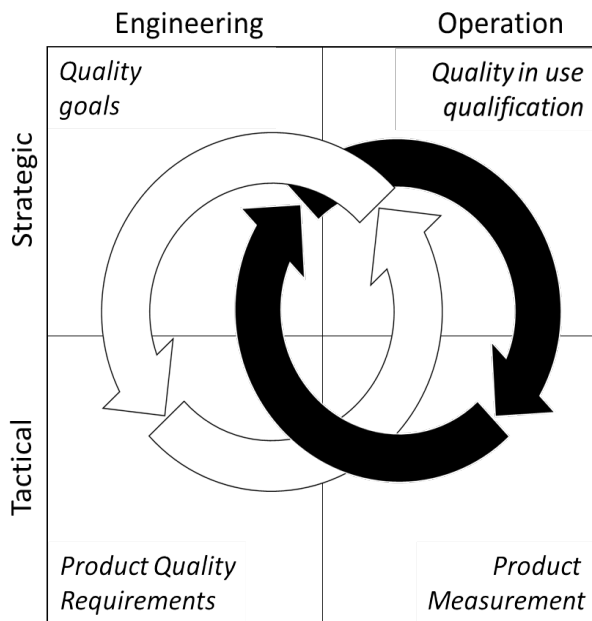 Engineering
Operation
Strategic
Tactical
Quality
goals
Quality in use
qualification
Product Quality
Requirements
Product
Measurement